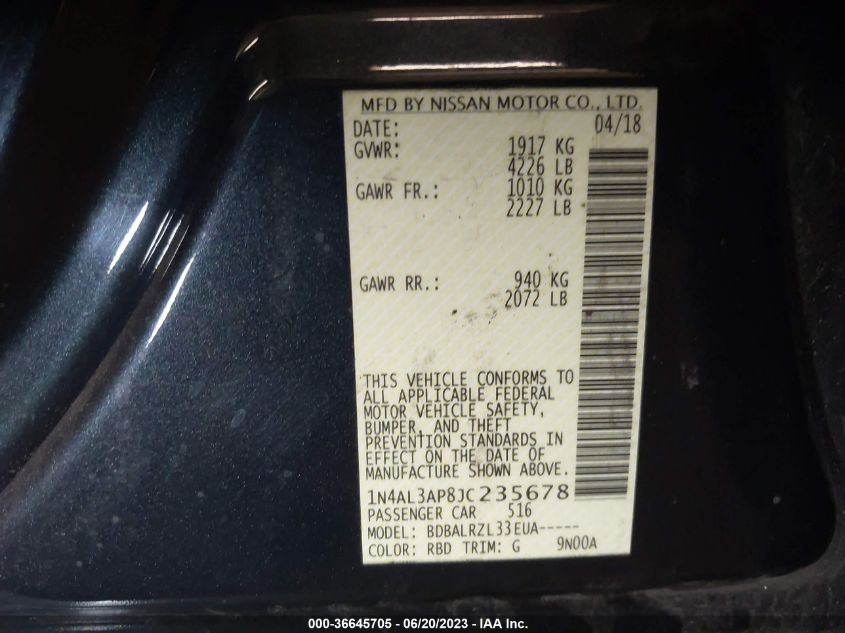 MFD BY NISSAN MOTOR CO., LTD.
DATE: 04/18
GVWR: 1917 KG
4226 LB
GAWR FR.: 1010 KG
2227 LB
GAWR RR.: 940 KG
2072 LB
THIS VEHICLE CONFORMS TO
ALL APPLICABLE FEDERAL
MOTOR VEHICLE SAFETY,
BUMPER, AND THEFT
PREVENTION STANDARDS IN
EFFECT ON THE DATE OF
MANUFACTURE SHOWN ABOVE.
1N4AL3AP8JC235678
PASSENGER CAR 516
MODEL: BDBALRZL33EUA-----
COLOR: RBD TRIM: G 9N00A
000-36645705 - 06/20/2023 - IAA Inc.